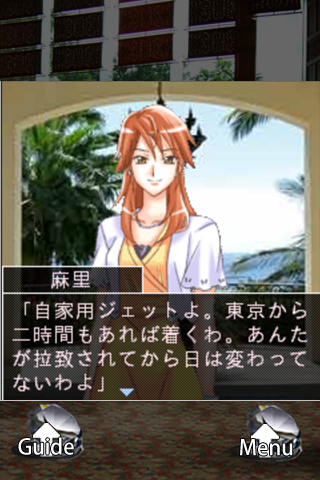 麻里
「自家用ジェットよ。東京から
二時間もあれば着くわ。あんた
が拉致されてから日は変わって
ないわよ」
Guide
Menu